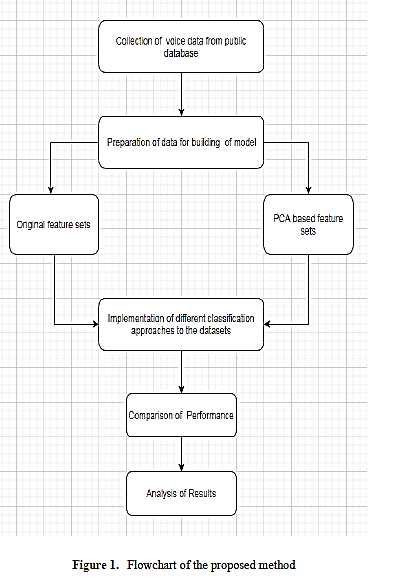 Collection of voice data from public
database
Preparation of data for building of model
Original feature sets
PCA based feature
sets
Implementation of different classification
approaches to the datasets
Comparison of Performance
Analysis of Results
Figure 1. Flowchart of the proposed method